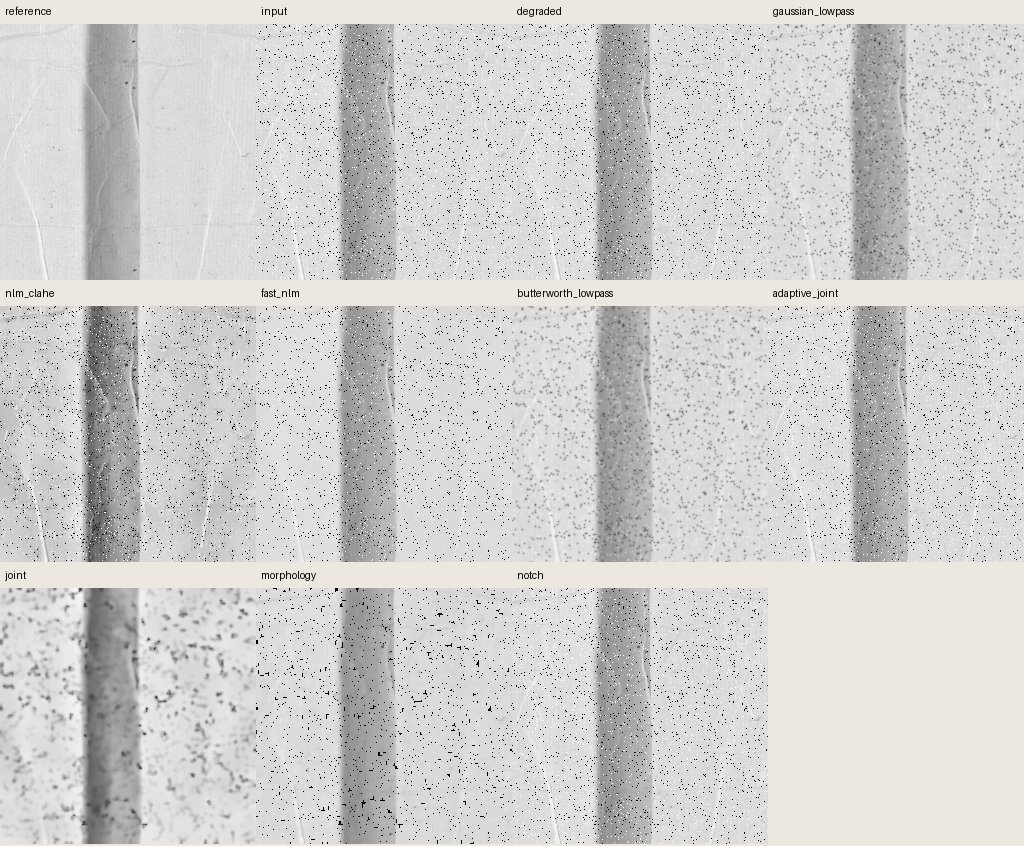 reference input degraded gaussian_lowpass
nlm_clahe fast_nlm butterworth_lowpass adaptive_joint
joint morphology notch